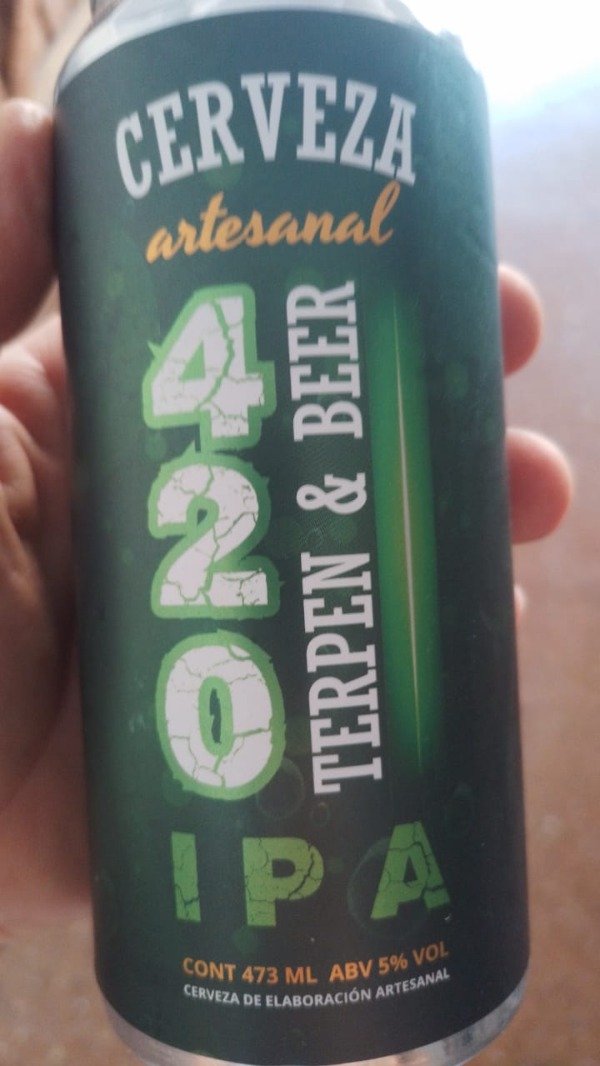 CERVEZA
artesanal
420
TERPEN & BEER
IPA
CONT 473 ML ABV 5% VOL
CERVEZA DE ELABORACIÓN ARTESANAL